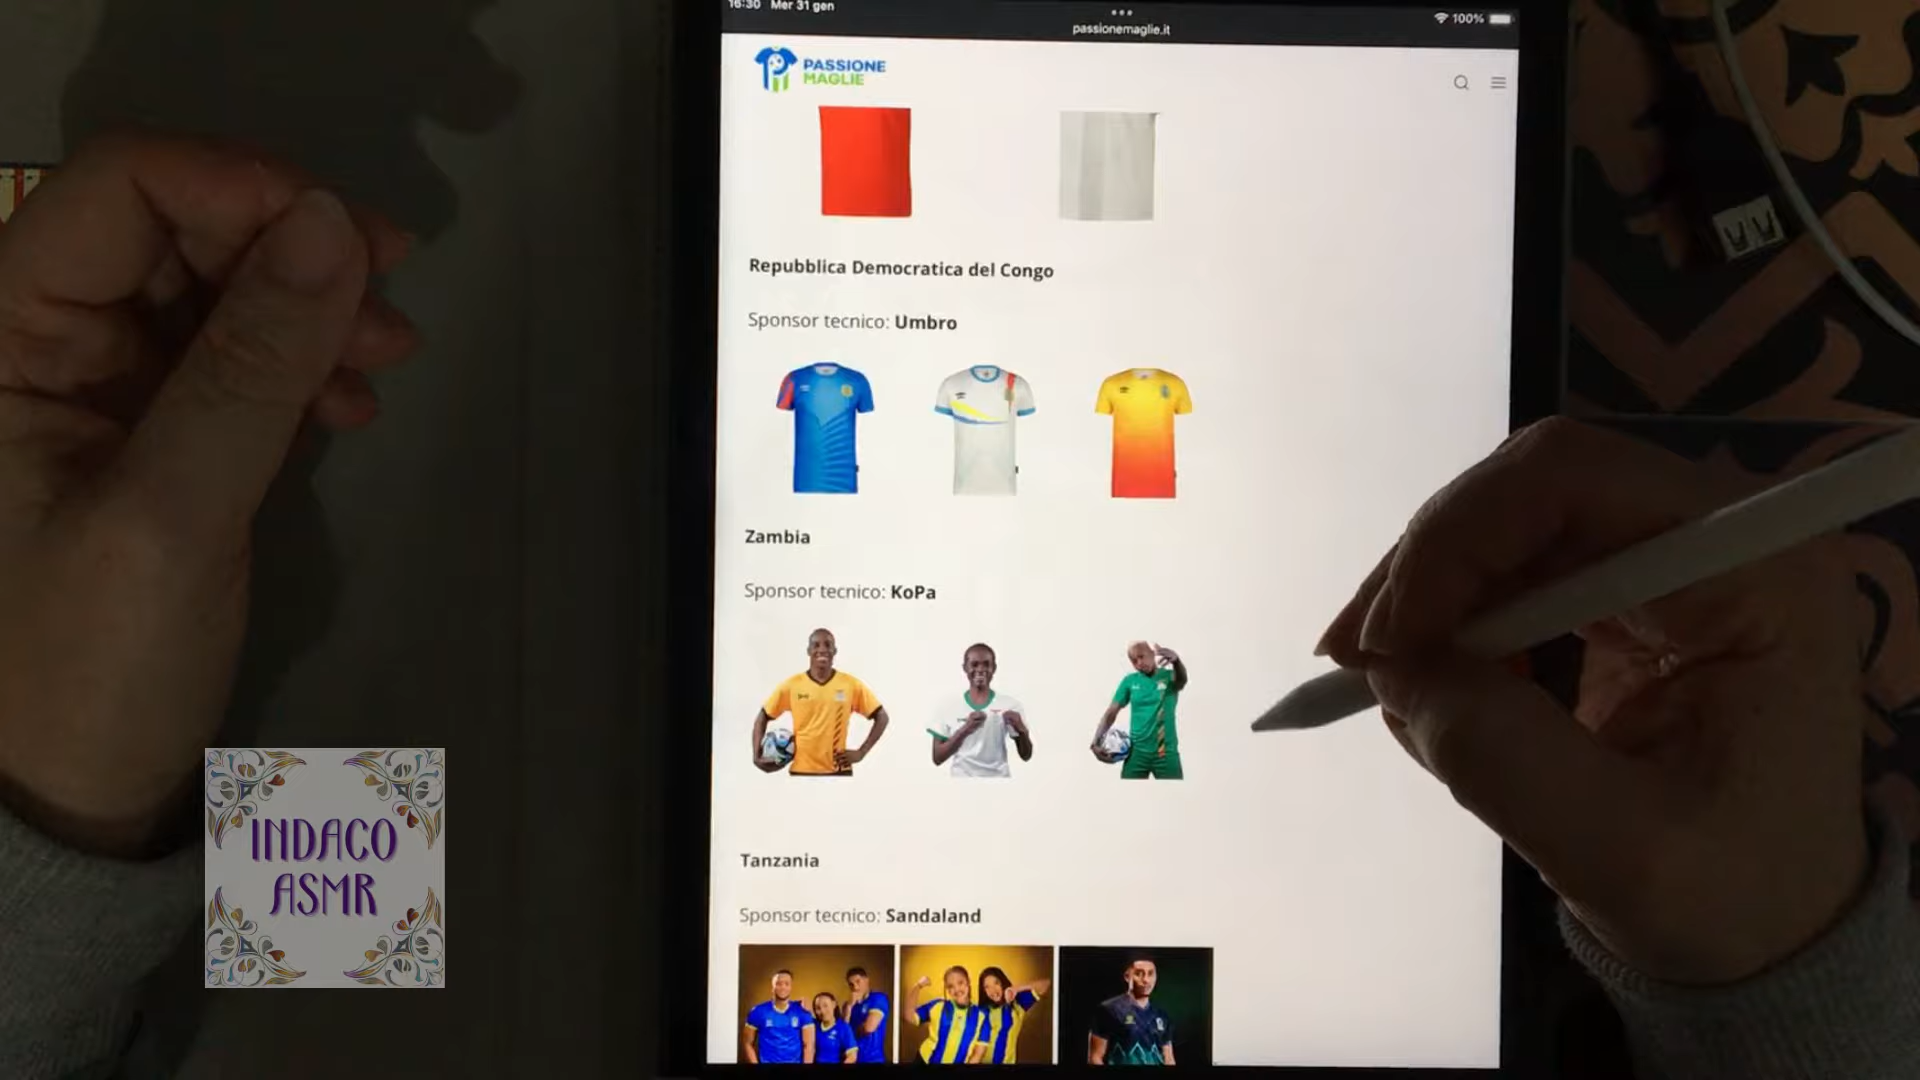 16:30 Mer 31 gen
passionemaglie.it
100%
PASSIONE
MAGLIE
Repubblica Democratica del Congo
Sponsor tecnico: Umbro
Zambia
Sponsor tecnico: KoPa
Tanzania
Sponsor tecnico: Sandaland
INDACO
ASMR